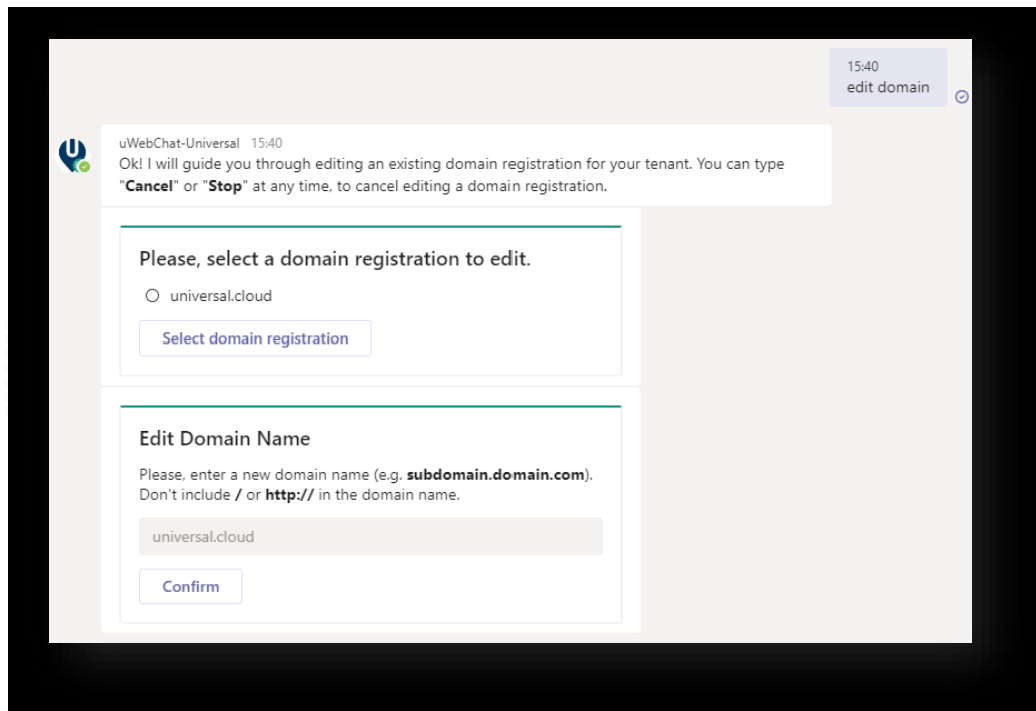 15:40
edit domain
U
uWebChat-Universal 15:40
Ok! I will guide you through editing an existing domain registration for your tenant. You can type
"Cancel" or "Stop" at any time, to cancel editing a domain registration.
Please, select a domain registration to edit.
universal.cloud
Select domain registration
Edit Domain Name
Please, enter a new domain name (e.g. subdomain.domain.com).
Don't include / or http:// in the domain name.
universal.cloud
Confirm